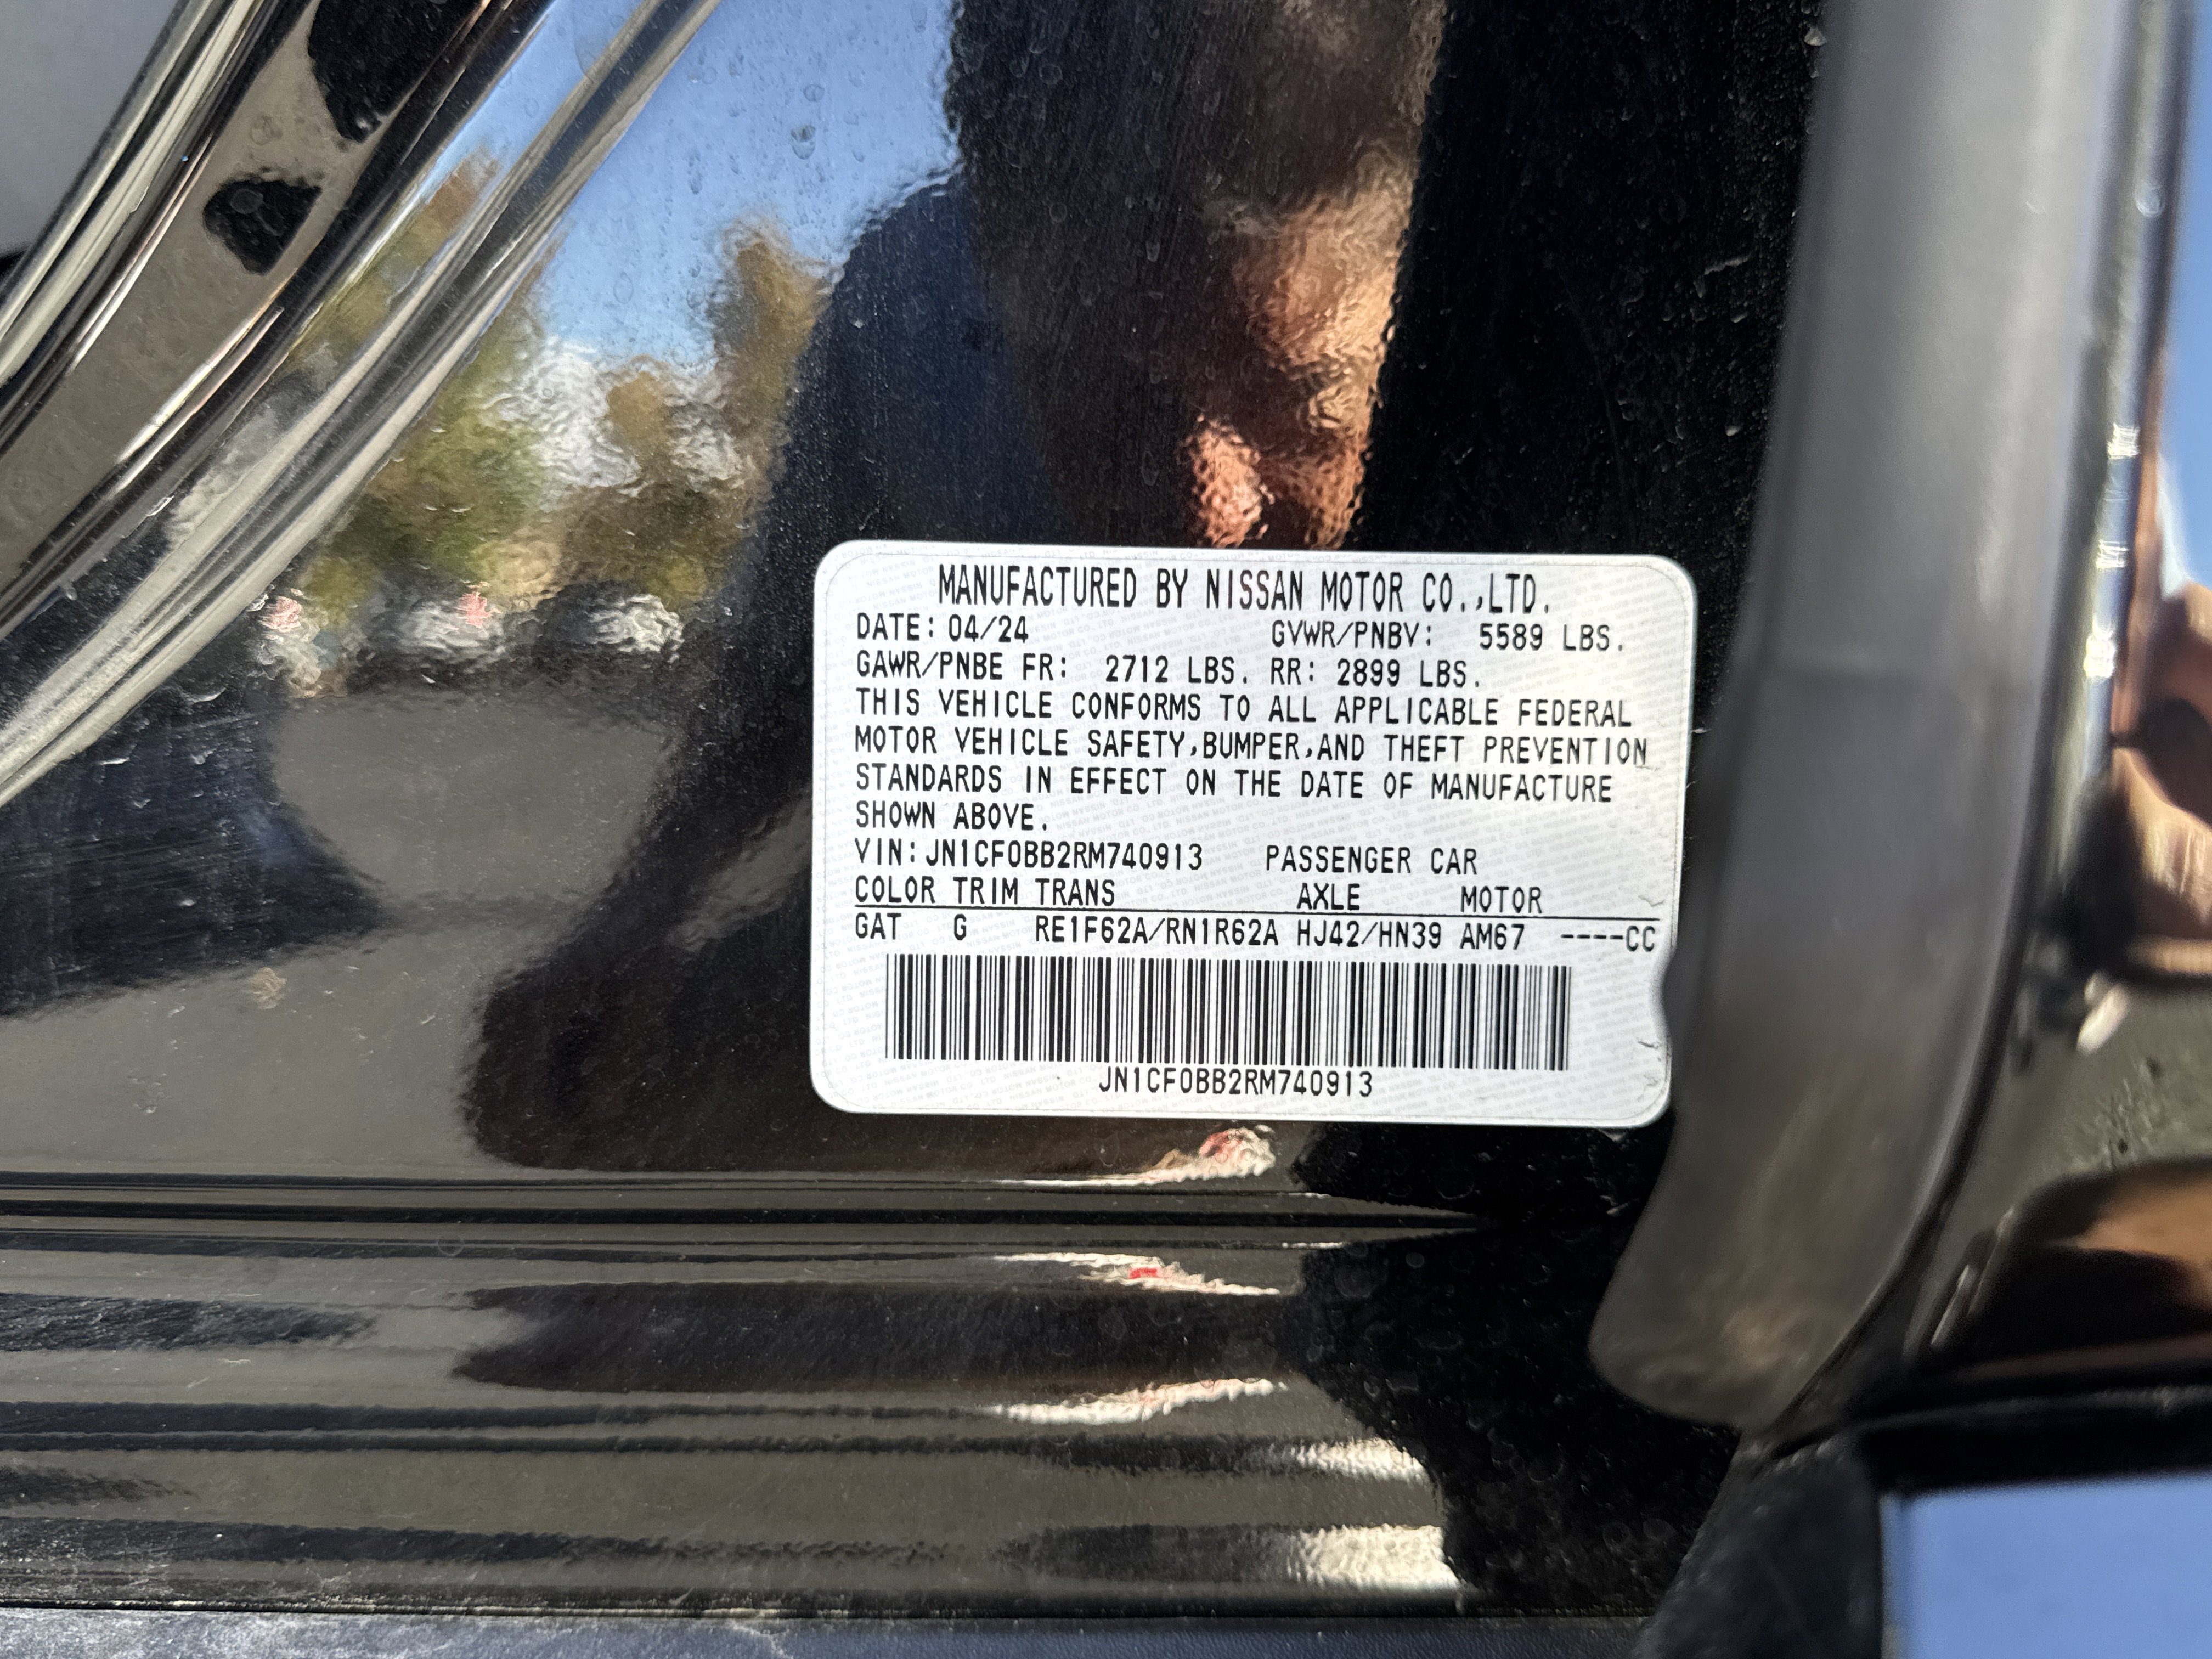 MANUFACTURED BY NISSAN MOTOR CO.,LTD.
DATE: 04/24 GVWR/PNBV: 5589 LBS.
GAWR/PNBE FR: 2712 LBS. RR: 2899 LBS.
THIS VEHICLE CONFORMS TO ALL APPLICABLE FEDERAL
MOTOR VEHICLE SAFETY,BUMPER,AND THEFT PREVENTION
STANDARDS IN EFFECT ON THE DATE OF MANUFACTURE
SHOWN ABOVE.
VIN:JN1CF0BB2RM740913 PASSENGER CAR
COLOR TRIM TRANS AXLE MOTOR
GAT G RE1F62A/RN1R62A HJ42/HN39 AM67 ----CC
JN1CF0BB2RM740913